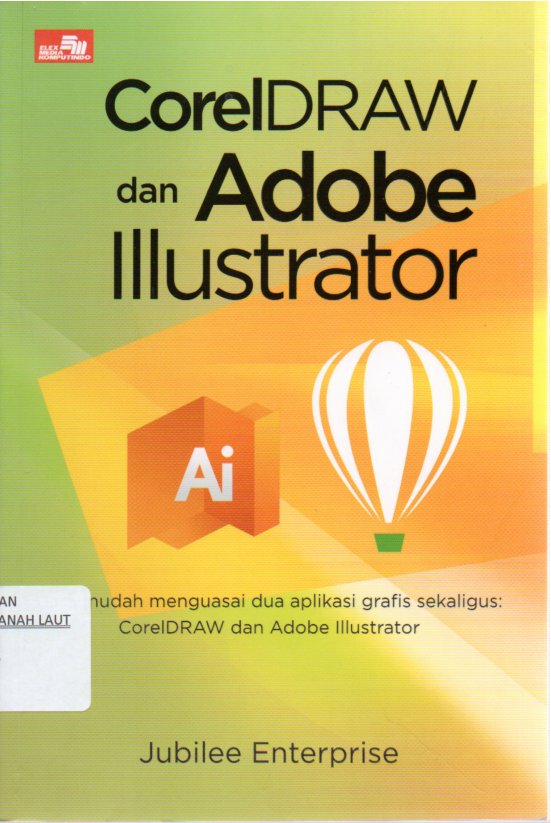 ELEX
MEDIA
KOMPUTINDO
CorelDRAW
dan Adobe
Illustrator
Ai
mudah menguasai dua aplikasi grafis sekaligus:
CorelDRAW dan Adobe Illustrator
AN
ANAH LAUT
Jubilee Enterprise